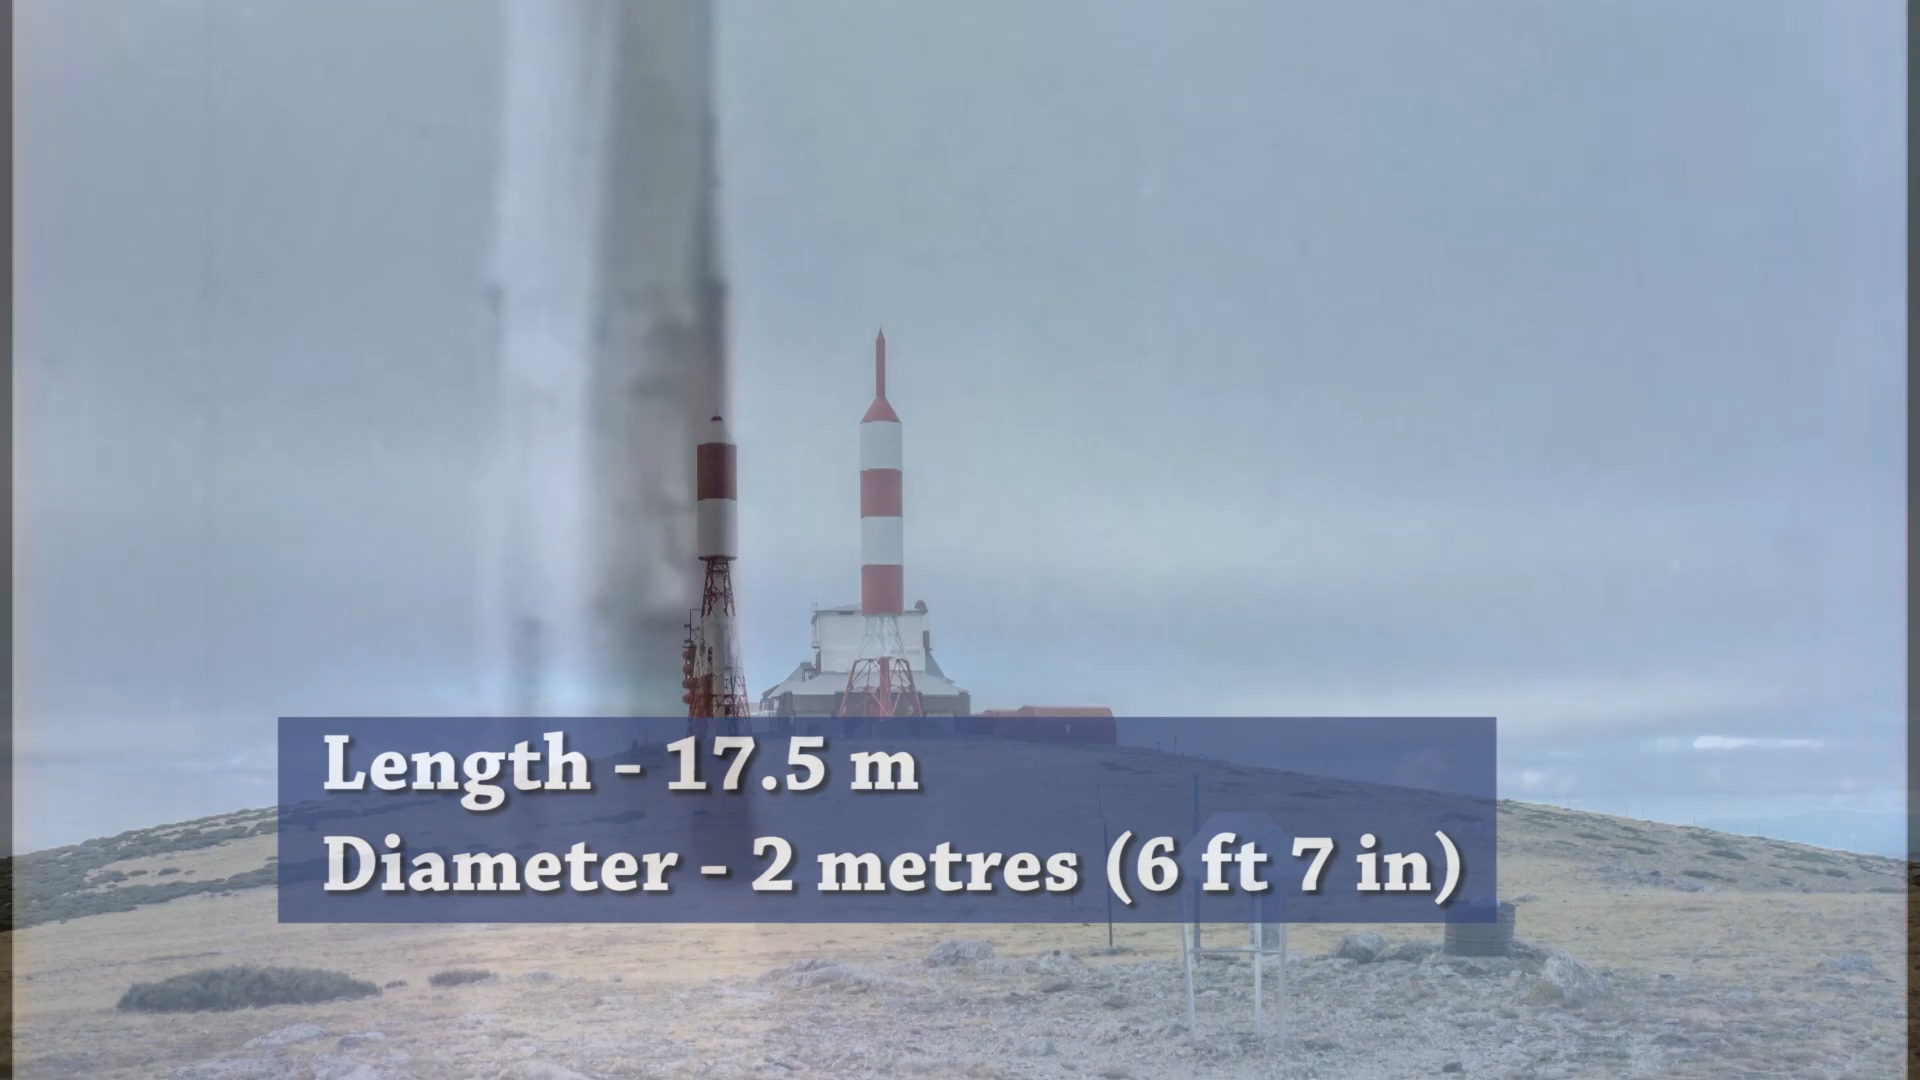 Length - 17.5 m
Diameter - 2 metres (6 ft 7 in)